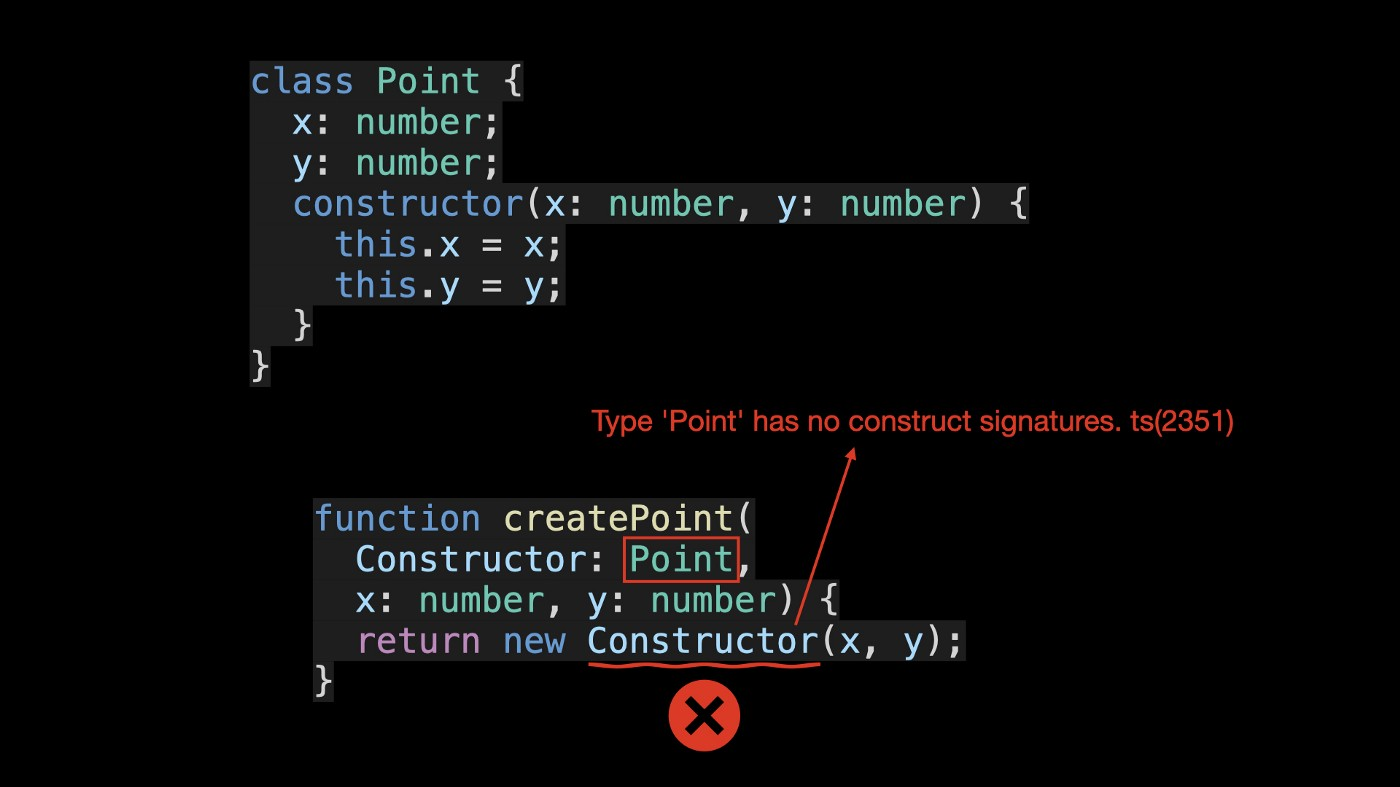 class Point {
  x: number;
  y: number;
  constructor(x: number, y: number) {
    this.x = x;
    this.y = y;
  }
}
Type 'Point' has no construct signatures. ts(2351)
function createPoint(
  Constructor: Point,
  x: number, y: number) {
  return new Constructor(x, y);
}